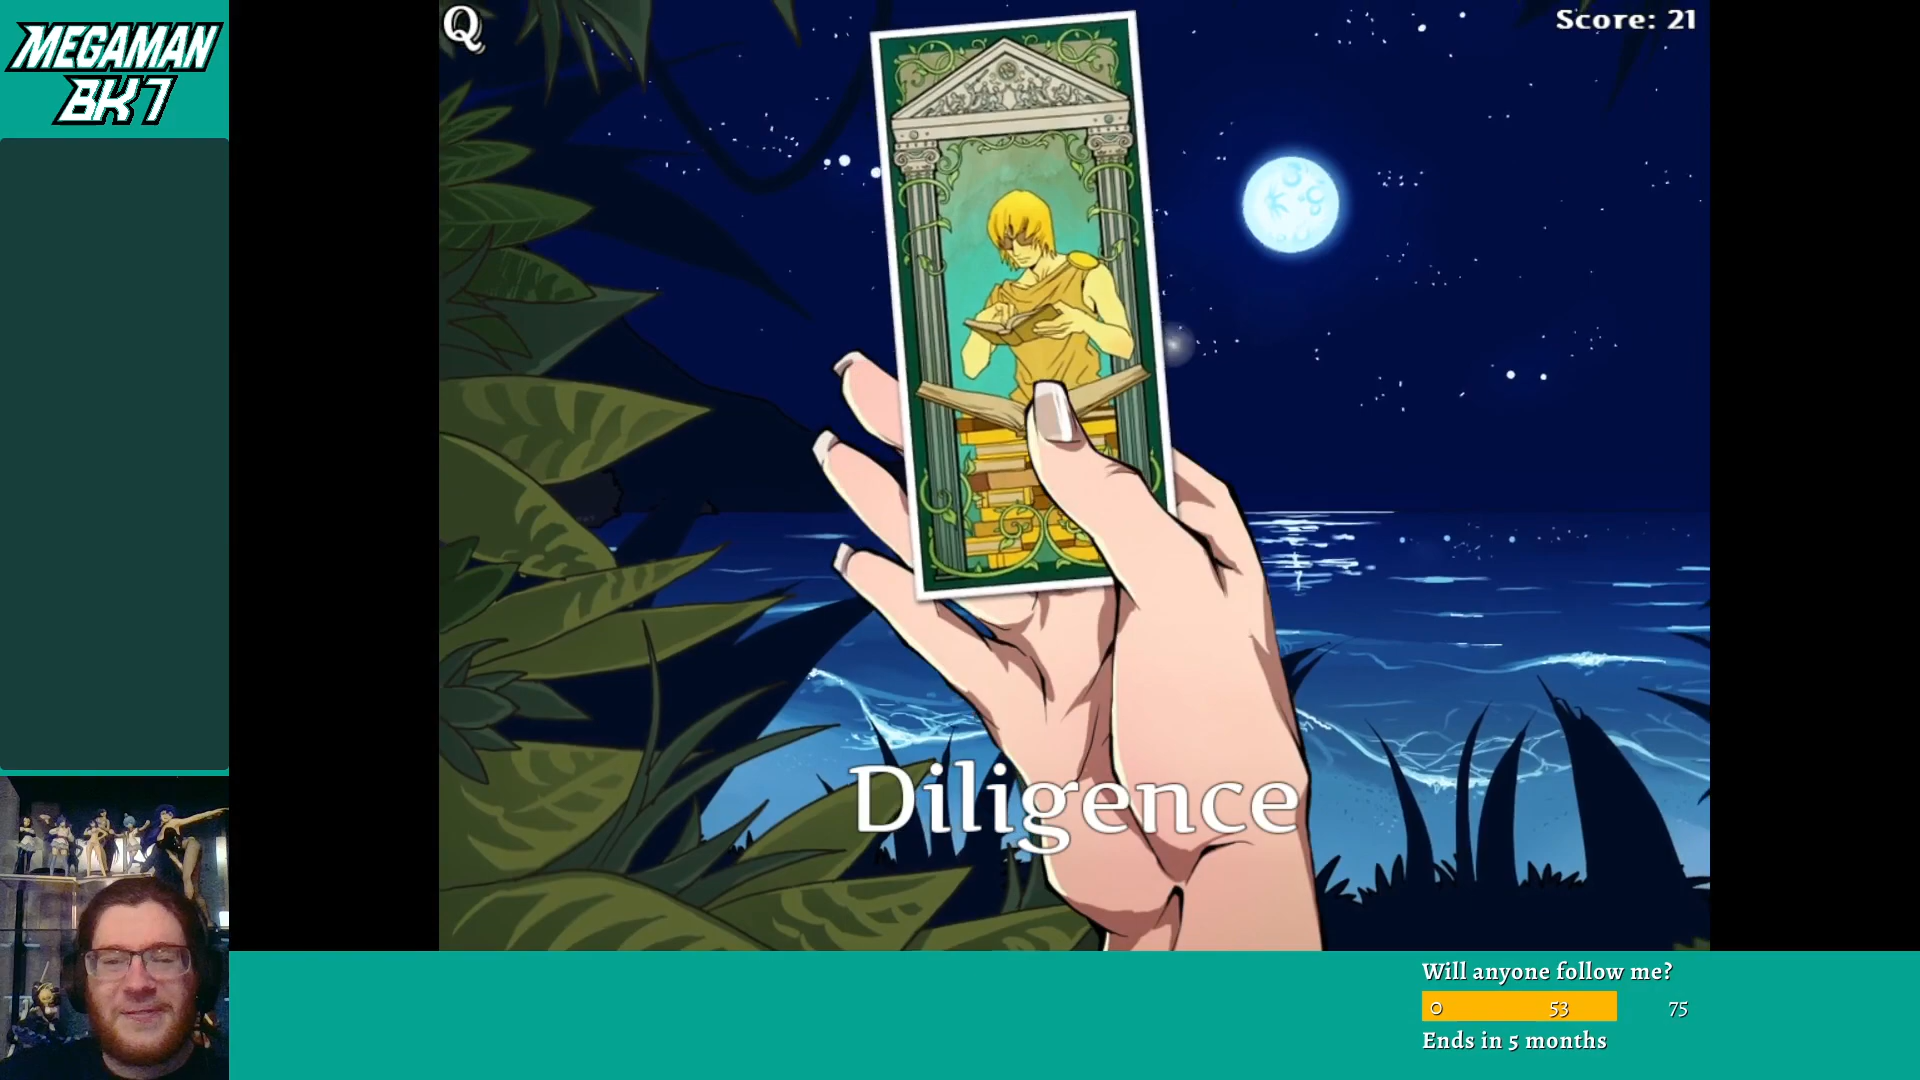 MEGAMAN
BK7
Q
Score: 21
Diligence
Will anyone follow me?
0 53 75
Ends in 5 months